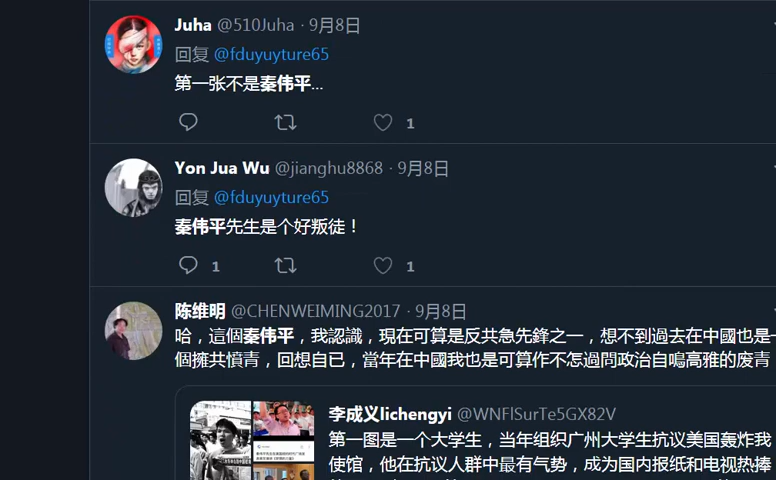 Juha @510Juha · 9月8日
回复 @fduyuyture65
第一张不是秦伟平...
1
Yon Jua Wu @jianghu8868 · 9月8日
回复 @fduyuyture65
秦伟平先生是个好叛徒！
1 1
陈维明 @CHENWEIMING2017 · 9月8日
哈，這個秦伟平，我認識，現在可算是反共急先鋒之一，想不到過去在中國也是一
個擁共憤青，回想自已，當年在中國我也是可算作不怎過問政治自鳴高雅的废青
李成义lichengyi @WNFlSurTe5GX82V
第一图是一个大学生，当年组织广州大学生抗议美国轰炸我
使馆，他在抗议人群中最有气势，成为国内报纸和电视热捧